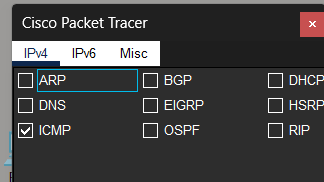 Cisco Packet Tracer
IPv4 IPv6 Misc
ARP BGP DHCP
DNS EIGRP HSRP
ICMP OSPF RIP